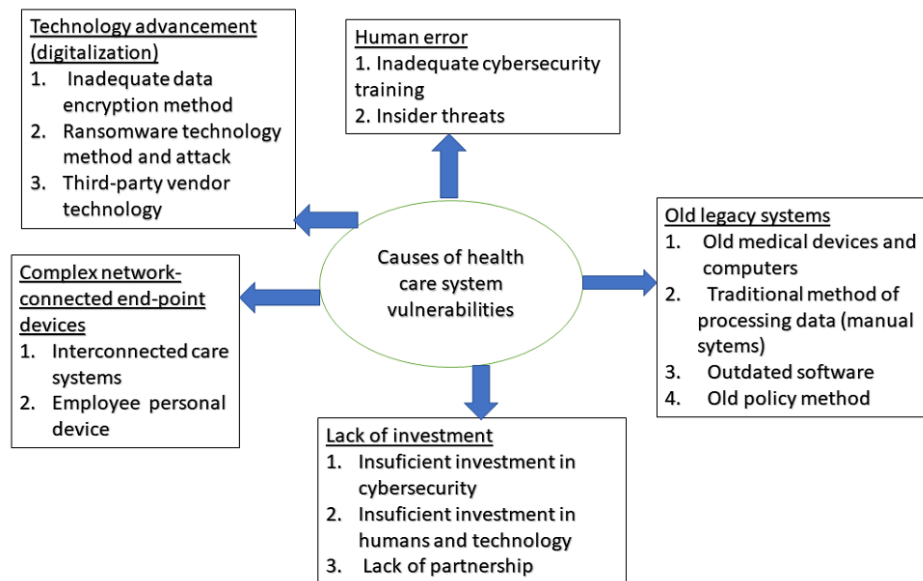 Technology advancement
(digitalization)
1. Inadequate data
encryption method
2. Ransomware technology
method and attack
3. Third-party vendor
technology
Human error
1. Inadequate cybersecurity
training
2. Insider threats
Causes of health
care system
vulnerabilities
Old legacy systems
1. Old medical devices and
computers
2. Traditional method of
processing data (manual
sytems)
3. Outdated software
4. Old policy method
Complex network-
connected end-point
devices
1. Interconnected care
systems
2. Employee personal
device
Lack of investment
1. Insuficient investment in
cybersecurity
2. Insuficient investment in
humans and technology
3. Lack of partnership